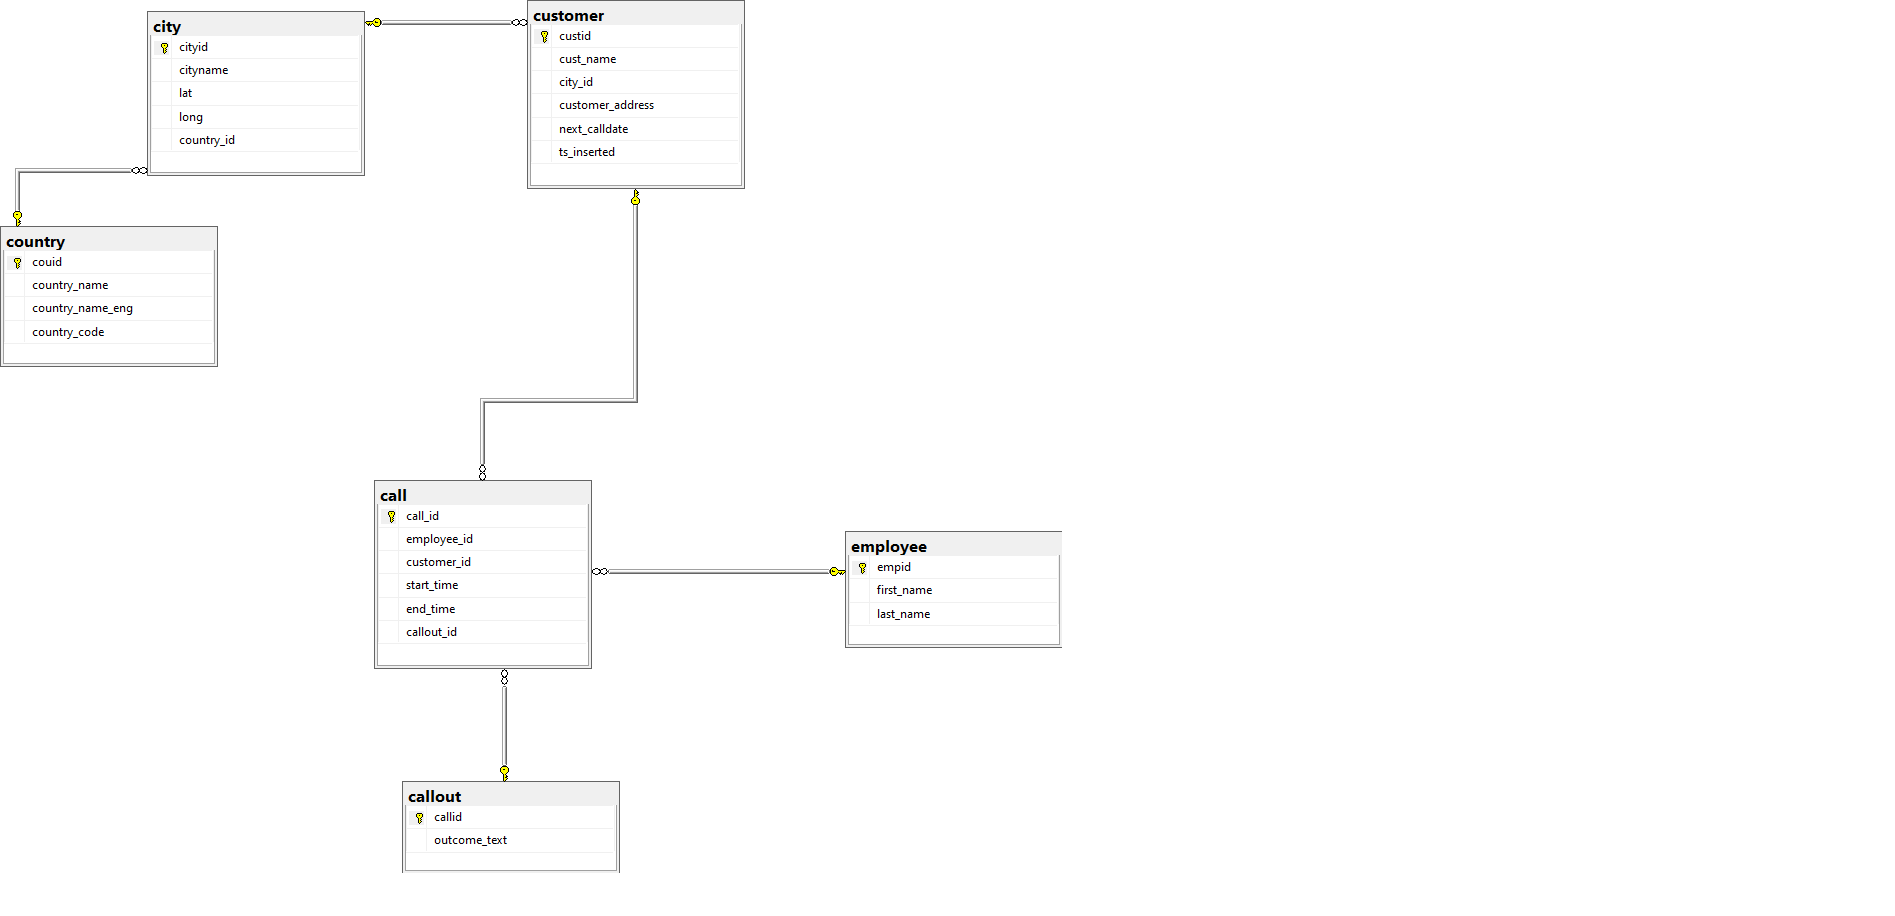 city
cityid
cityname
lat
long
country_id
customer
custid
cust_name
city_id
customer_address
next_calldate
ts_inserted
country
couid
country_name
country_name_eng
country_code
call
call_id
employee_id
customer_id
start_time
end_time
callout_id
employee
empid
first_name
last_name
callout
callid
outcome_text